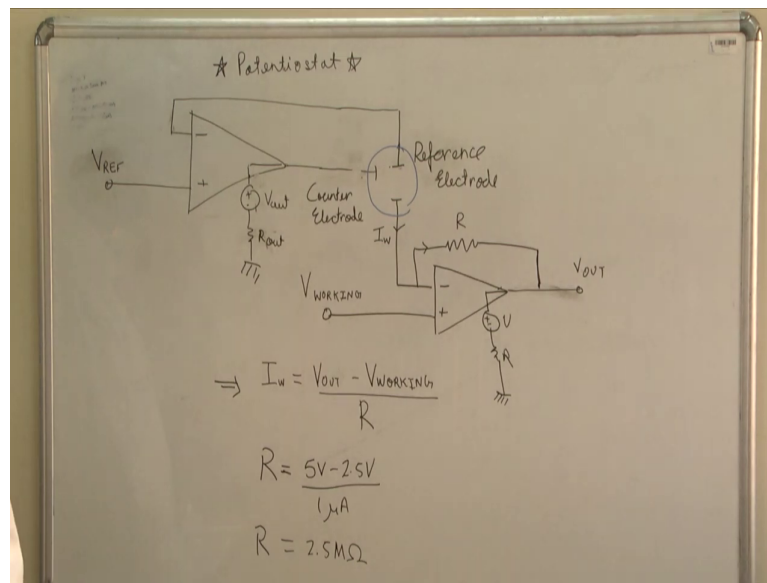 ☆ Potentiostat ☆
−
VREF
+
Vout
Rout
Counter
Electrode
Reference
Electrode
Iw
R
−
+
VWORKING
VOUT
V
R
⇒ Iw = VOUT − VWORKING
R
R = 5V − 2.5V
1μA
R = 2.5MΩ